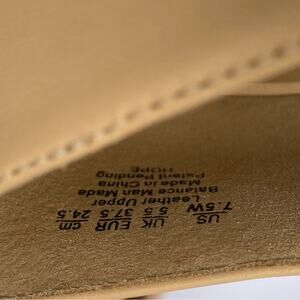 US UK EUR cm
7.5W 5.5 37.5 24.5
Leather Upper
Balance Man Made
Made in China
Patent Pending
HOPE